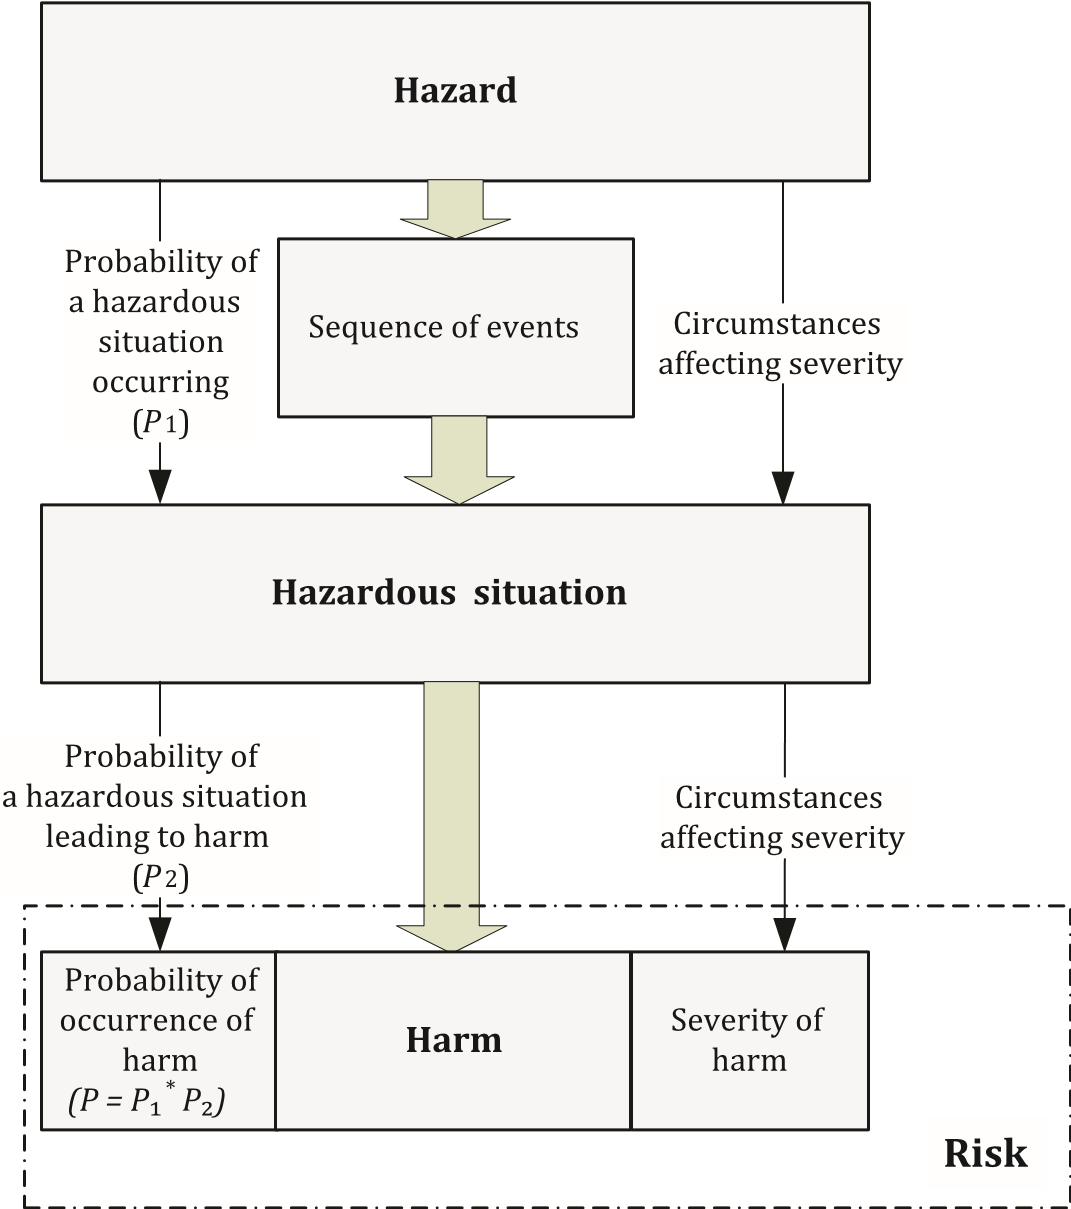 Hazard
Probability of
a hazardous
situation
occurring
(P1)
Sequence of events
Circumstances
affecting severity
Hazardous situation
Probability of
a hazardous situation
leading to harm
(P2)
Circumstances
affecting severity
Probability of
occurrence of
harm
(P = P₁* P₂)
Harm
Severity of
harm
Risk